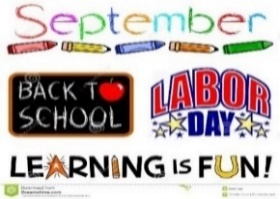 September
BACK TO
SCHOOL
LABOR
DAY
LEARNING IS FUN!